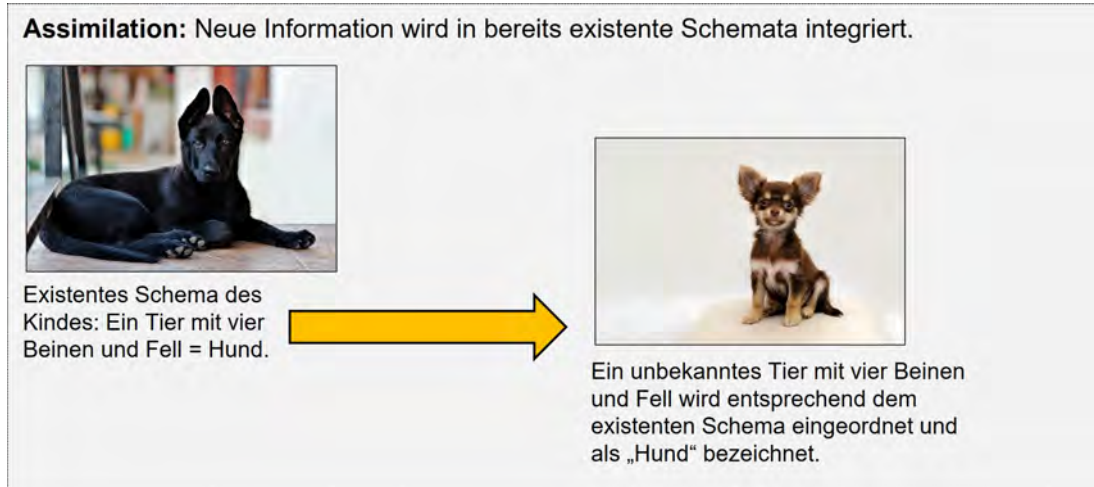 Assimilation: Neue Information wird in bereits existente Schemata integriert.
Existentes Schema des
Kindes: Ein Tier mit vier
Beinen und Fell = Hund.
Ein unbekanntes Tier mit vier Beinen
und Fell wird entsprechend dem
existenten Schema eingeordnet und
als „Hund“ bezeichnet.